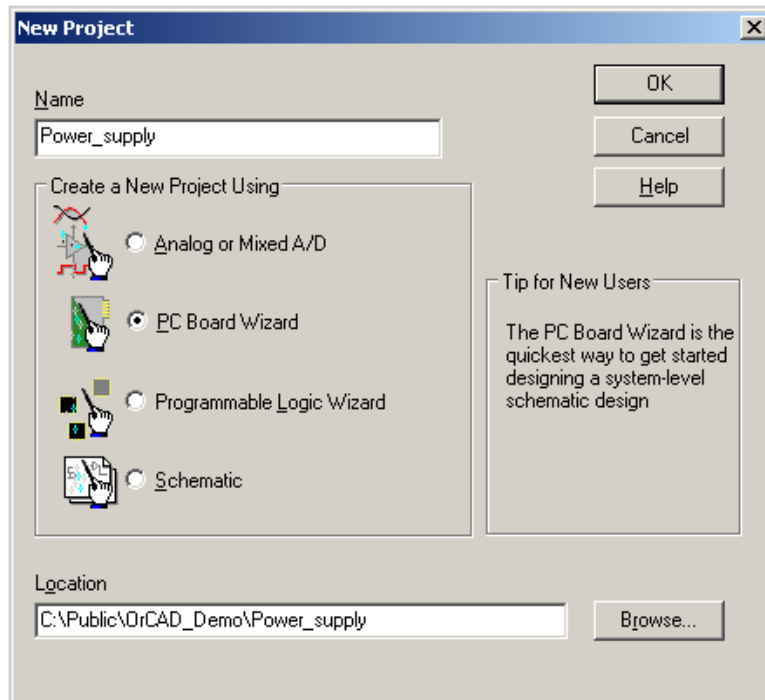 New Project
Name
Power_supply
OK
Cancel
Help
Create a New Project Using
Analog or Mixed A/D
PC Board Wizard
Programmable Logic Wizard
Schematic
Tip for New Users
The PC Board Wizard is the
quickest way to get started
designing a system-level
schematic design
Location
C:\Public\OrCAD_Demo\Power_supply
Browse...